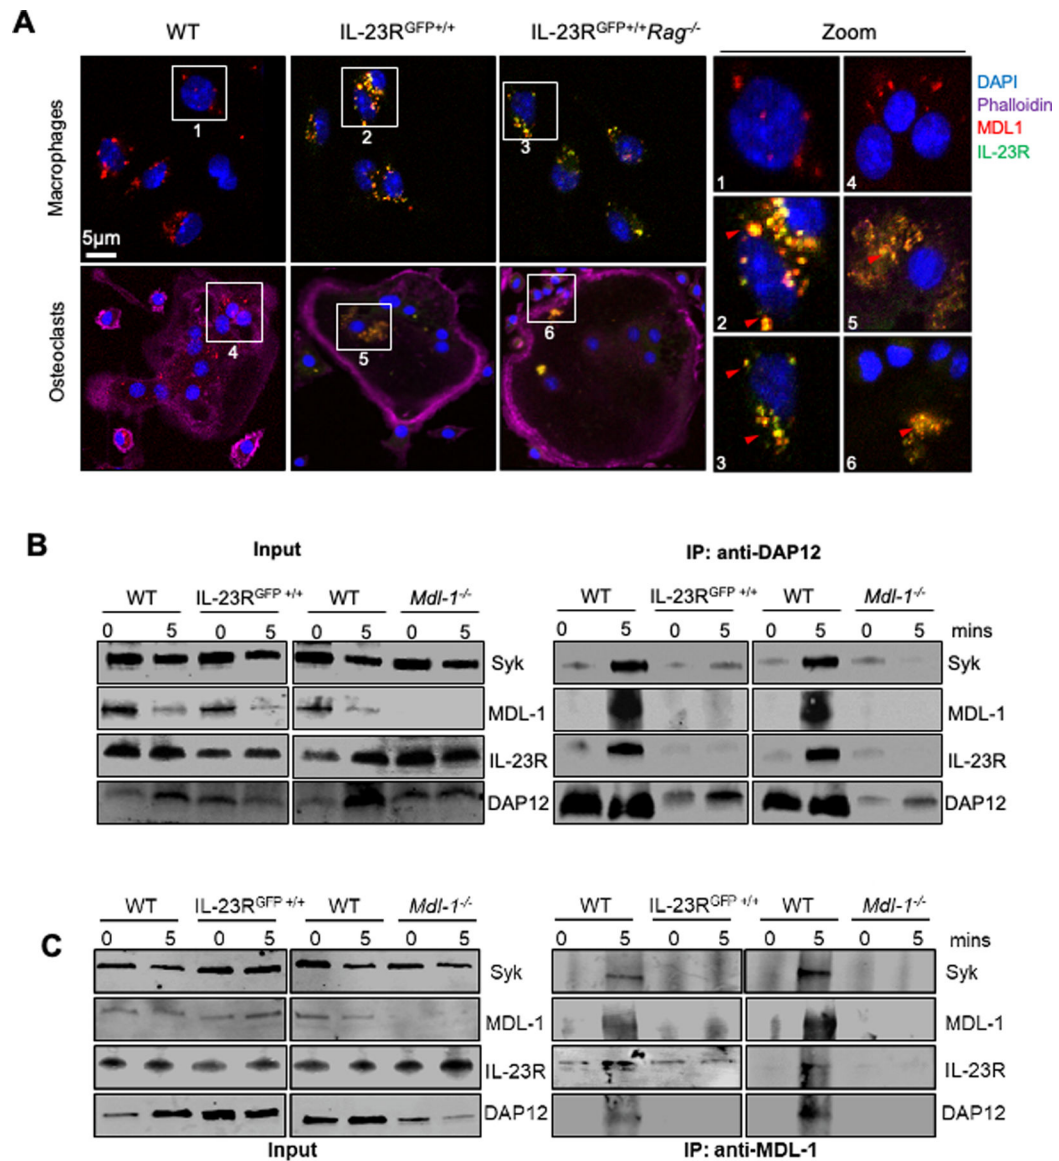 A
WT IL-23RGFP+/+ IL-23RGFP+/+Rag-/- Zoom
Macrophages
1
2
3
5µm
Osteoclasts
4
5
6
1
4
2
5
3
6
DAPI
Phalloidin
MDL1
IL-23R
B
Input IP: anti-DAP12
WT IL-23RGFP +/+ WT Mdl-1-/- WT IL-23RGFP +/+ WT Mdl-1-/-
0 5 0 5 0 5 0 5 0 5 0 5 0 5 0 5 mins
Syk Syk
MDL-1 MDL-1
IL-23R IL-23R
DAP12 DAP12
C
WT IL-23RGFP +/+ WT Mdl-1-/- WT IL-23RGFP +/+ WT Mdl-1-/-
0 5 0 5 0 5 0 5 0 5 0 5 0 5 0 5 mins
Syk Syk
MDL-1 MDL-1
IL-23R IL-23R
DAP12 DAP12
Input IP: anti-MDL-1